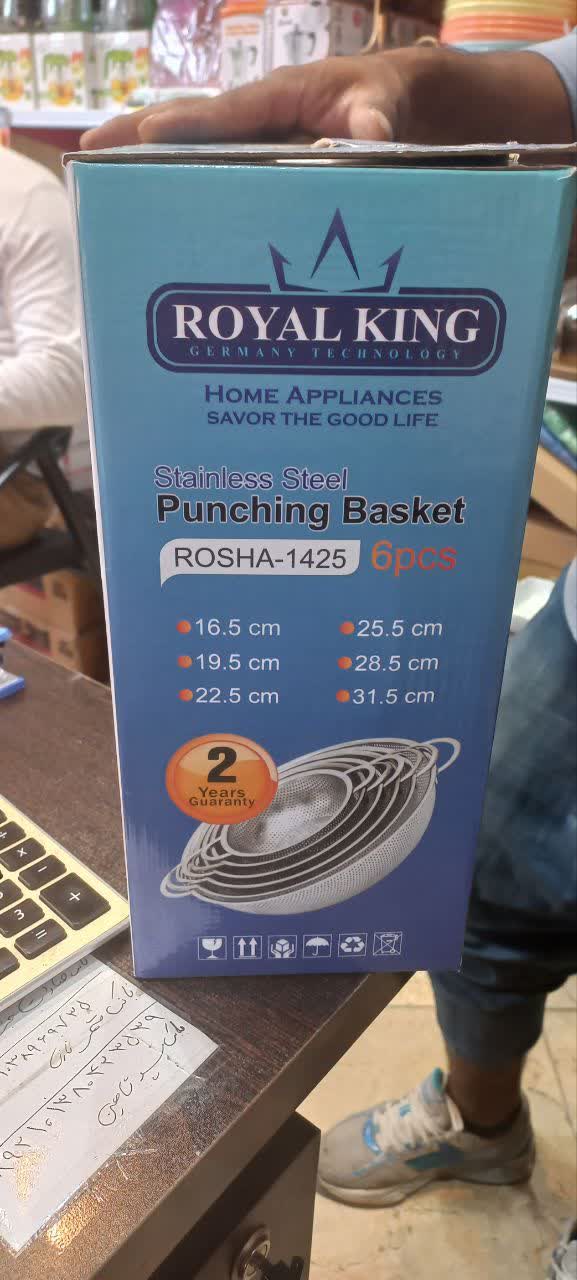 ROYAL KING
GERMANY TECHNOLOGY
HOME APPLIANCES
SAVOR THE GOOD LIFE
Stainless Steel
Punching Basket
ROSHA-1425 6pcs
16.5 cm 25.5 cm
19.5 cm 28.5 cm
22.5 cm 31.5 cm
2
Years
Guaranty
+
×
-
3
+
=